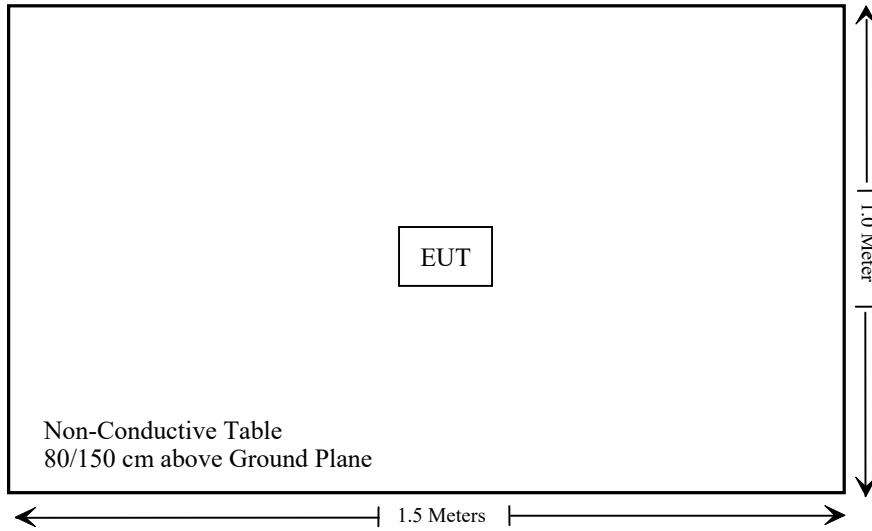 EUT
1.0 Meter
Non-Conductive Table
80/150 cm above Ground Plane
1.5 Meters